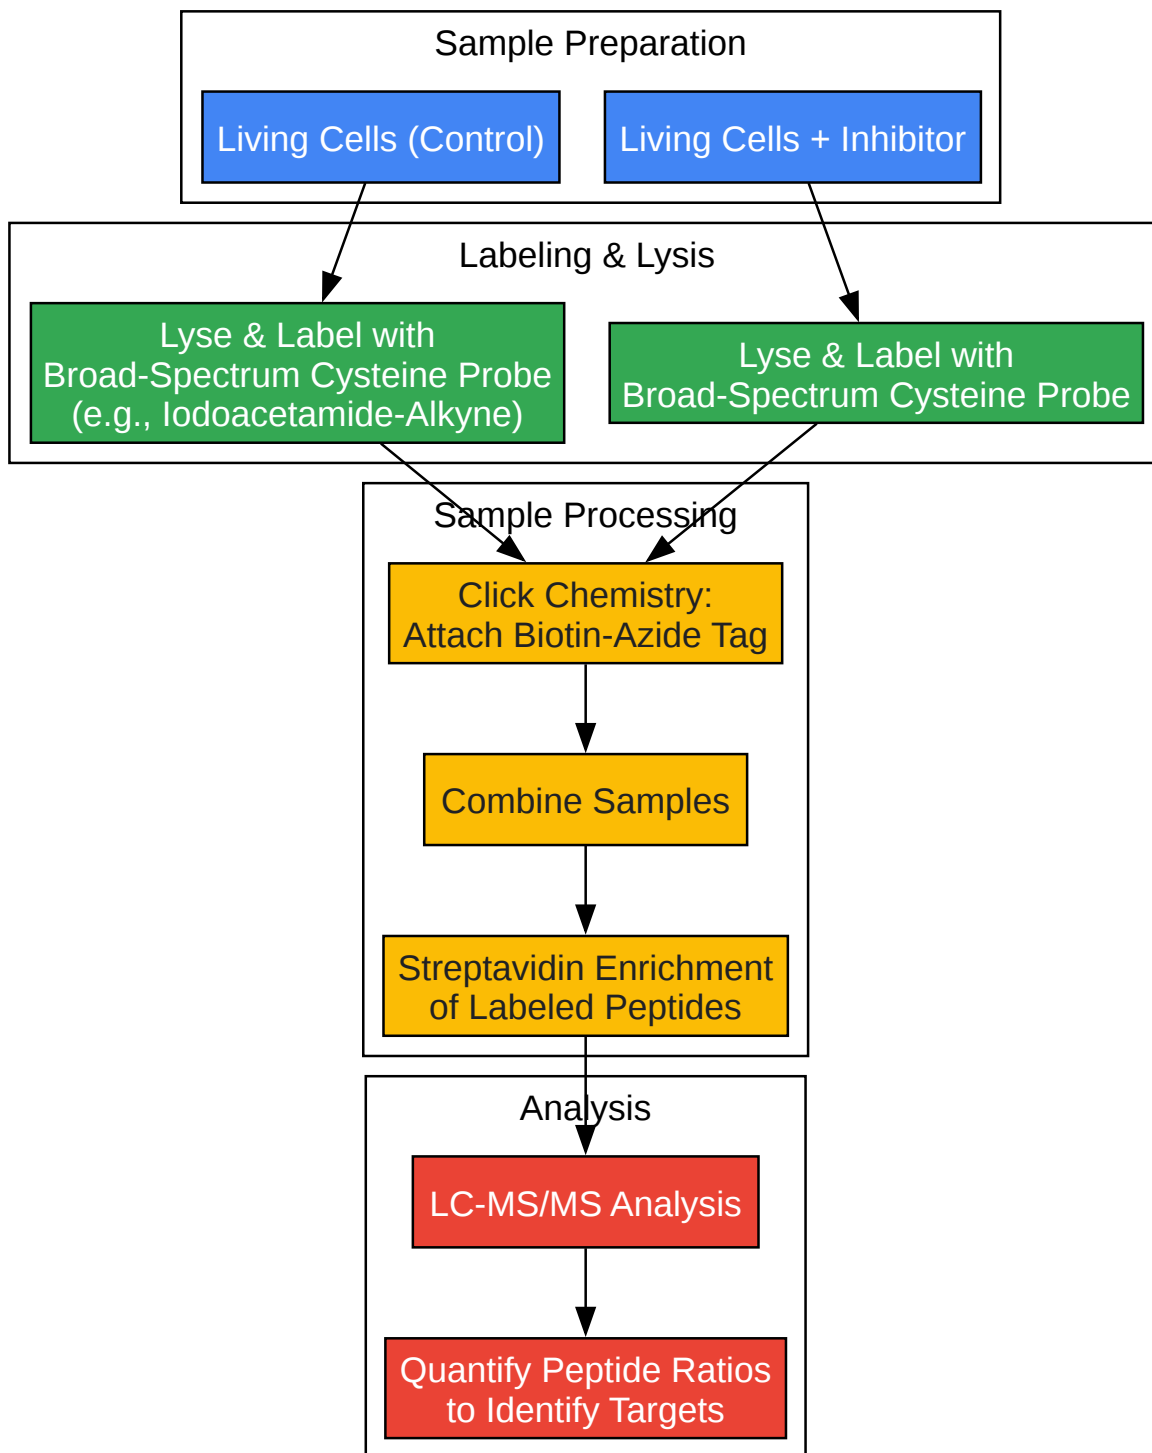 Sample Preparation
Living Cells (Control)
Living Cells + Inhibitor
Labeling & Lysis
Lyse & Label with
Broad-Spectrum Cysteine Probe
(e.g., Iodoacetamide-Alkyne)
Lyse & Label with
Broad-Spectrum Cysteine Probe
Sample Processing
Click Chemistry:
Attach Biotin-Azide Tag
Combine Samples
Streptavidin Enrichment
of Labeled Peptides
Analysis
LC-MS/MS Analysis
Quantify Peptide Ratios
to Identify Targets